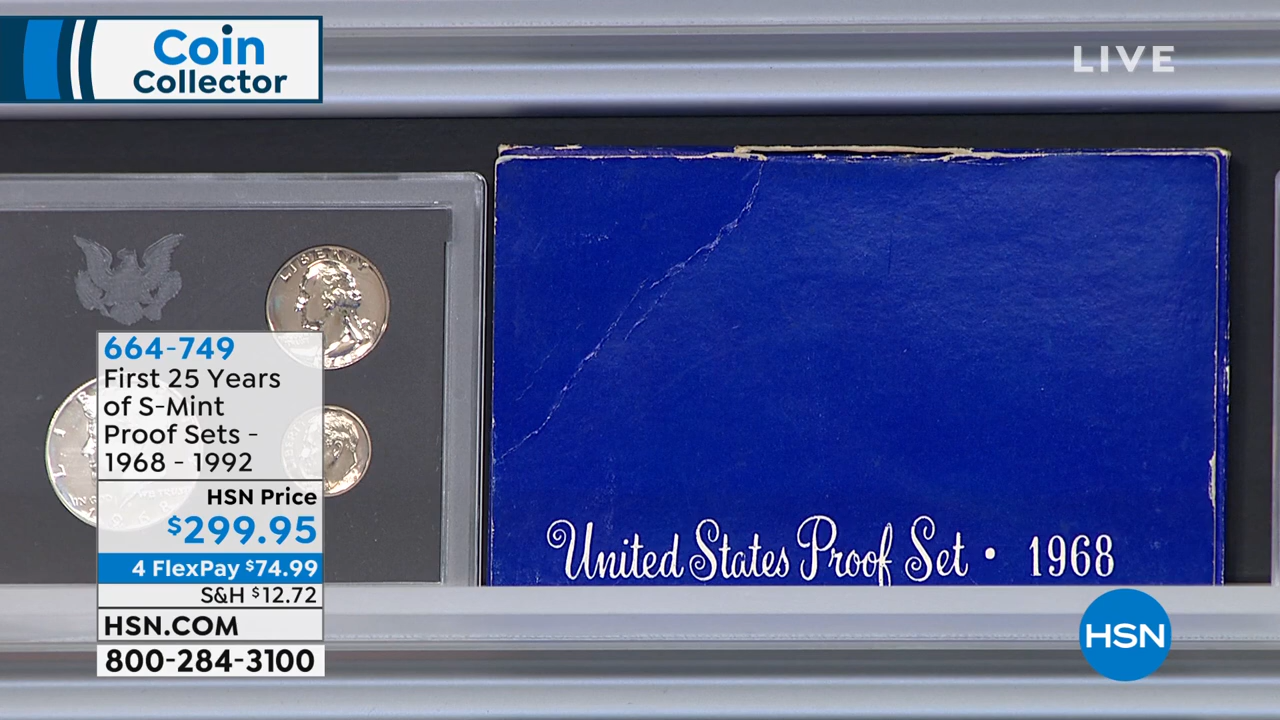 Coin
Collector
LIVE
LIBERTY
664-749
First 25 Years
of S-Mint
Proof Sets -
1968 - 1992
HSN Price
$299.95
4 FlexPay $74.99
S&H $12.72
HSN.COM
800-284-3100
United States Proof Set · 1968
HSN